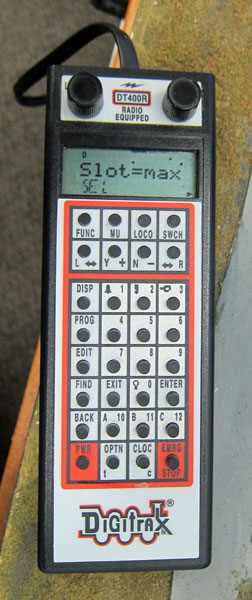 DT400R
RADIO
EQUIPPED
0
Slot=max
SEL
FUNC MU LOCO SWCH
L ↔ Y + N − ↔ R
DISP 1 2 3
PROG 4 5 6
EDIT 7 8 9
FIND EXIT 0 ENTER
BACK A 10 B 11 C 12
PWR OPTN CLOC EMRG
t c STOP
DIGITRAX®